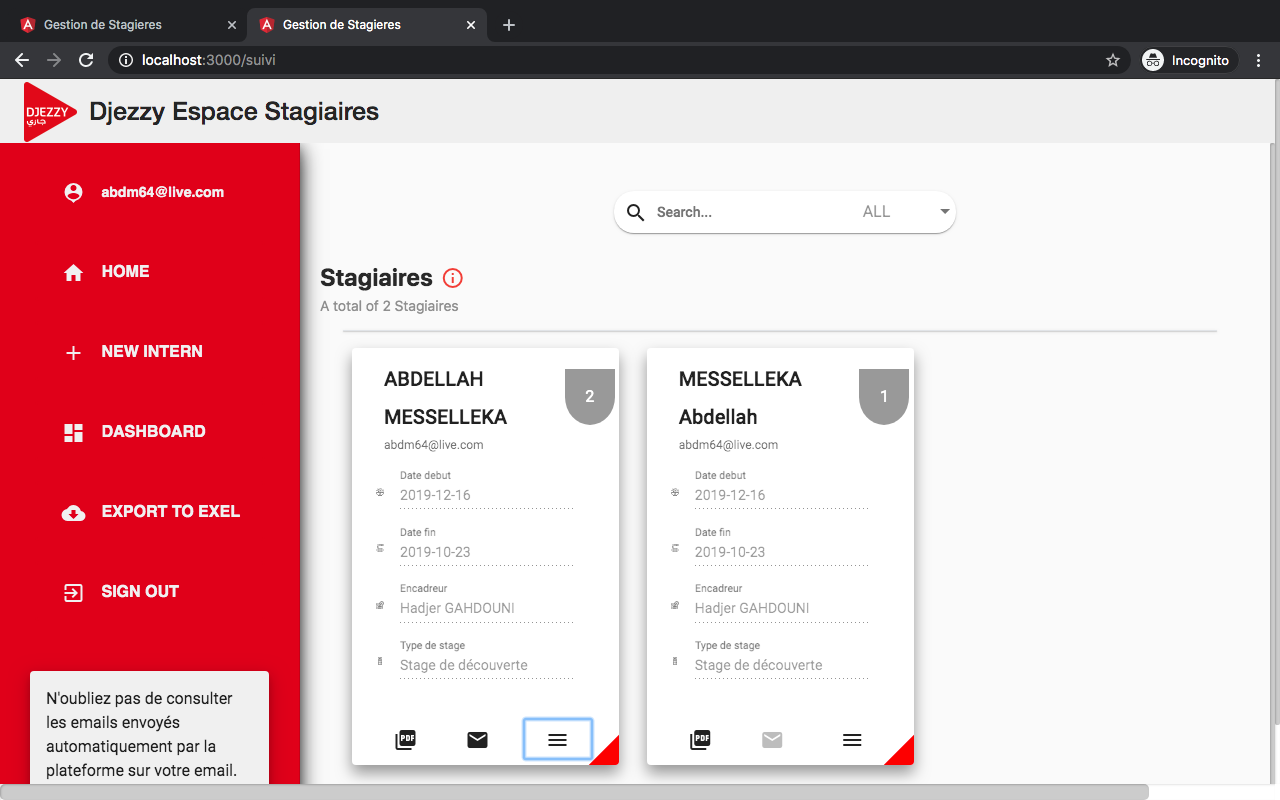 Gestion de Stagieres
Gestion de Stagieres
localhost:3000/suivi
Incognito
DJEZZY
جازي
Djezzy Espace Stagiaires
abdm64@live.com
HOME
NEW INTERN
DASHBOARD
EXPORT TO EXEL
SIGN OUT
N'oubliez pas de consulter
les emails envoyés
automatiquement par la
plateforme sur votre email.
Search...
ALL
Stagiaires
A total of 2 Stagiaires
ABDELLAH
MESSELLEKA
2
abdm64@live.com
Date debut
2019-12-16
Date fin
2019-10-23
Encadreur
Hadjer GAHDOUNI
Type de stage
Stage de découverte
PDF
MESSELLEKA
Abdellah
1
abdm64@live.com
Date debut
2019-12-16
Date fin
2019-10-23
Encadreur
Hadjer GAHDOUNI
Type de stage
Stage de découverte
PDF